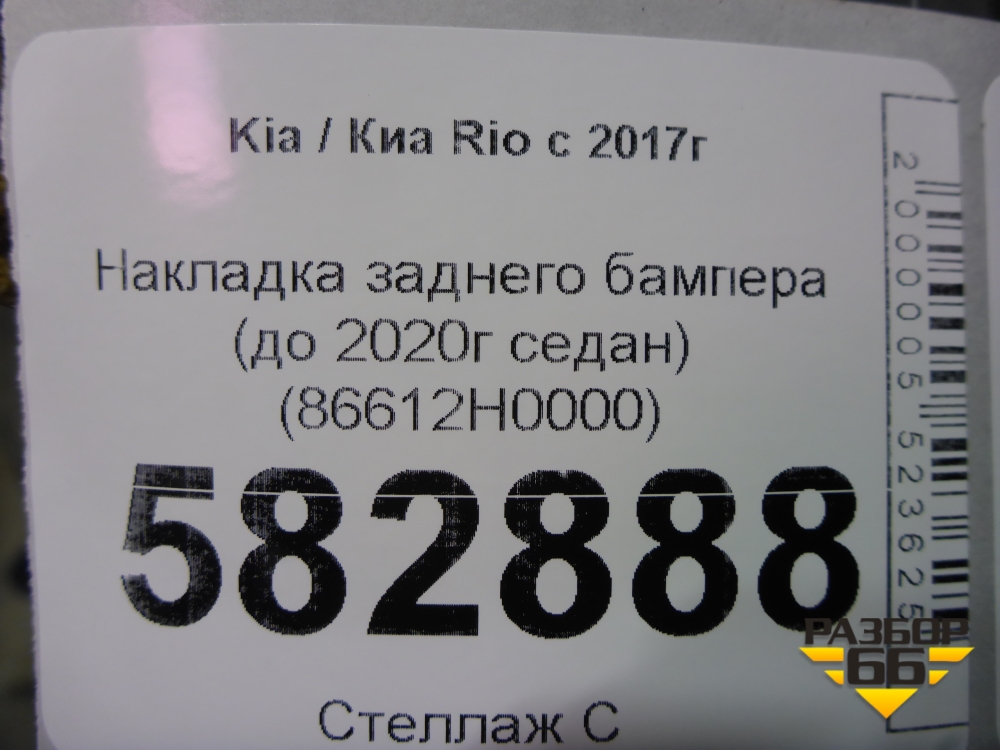 Kia / Киа Rio с 2017г
Накладка заднего бампера
(до 2020г седан)
(86612H0000)
582888
Стеллаж С
2000005523625
РАЗБОР
66